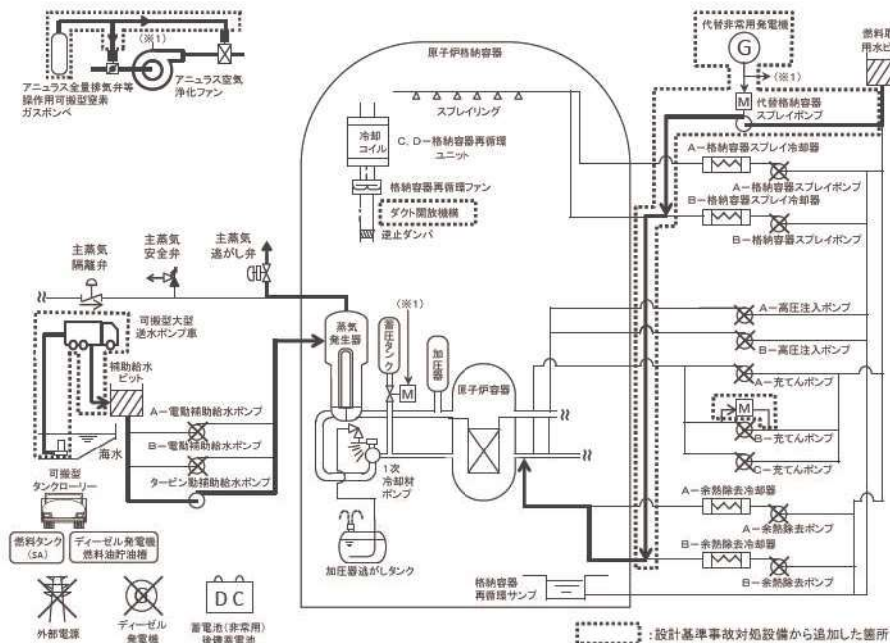 (※1)
アニュラス全量排気弁等
操作用可搬型窒素
ガスボンベ
アニュラス空気
浄化ファン
原子炉格納容器
スプレイリング
冷却
コイル
C、D-格納容器再循環
ユニット
格納容器再循環ファン
ダクト開放機構
逆止ダンパ
代替非常用発電機
G
(※1)
M
代替格納容器
スプレイポンプ
燃料取
用水ピ
A-格納容器スプレイ冷却器
A-格納容器スプレイポンプ
B-格納容器スプレイ冷却器
B-格納容器スプレイポンプ
主蒸気
隔離弁
主蒸気
安全弁
主蒸気
逃がし弁
可搬型大型
送水ポンプ車
補助給水
ピット
海水
A-電動補助給水ポンプ
B-電動補助給水ポンプ
タービン動補助給水ポンプ
蒸気
発生器
蓄圧タンク
(※1)
M
加圧器
原子炉容器
1次
冷却材
ポンプ
加圧器逃がしタンク
格納容器
再循環サンプ
A-高圧注入ポンプ
B-高圧注入ポンプ
A-充てんポンプ
M
B-充てんポンプ
C-充てんポンプ
A-余熱除去冷却器
A-余熱除去ポンプ
B-余熱除去冷却器
B-余熱除去ポンプ
可搬型
タンクローリー
燃料タンク
(SA)
ディーゼル発電機
燃料油貯油槽
外部電源
ディーゼル
発電機
DC
蓄電池(非常用)
後備蓄電池
:設計基準事故対処設備から追加した箇所